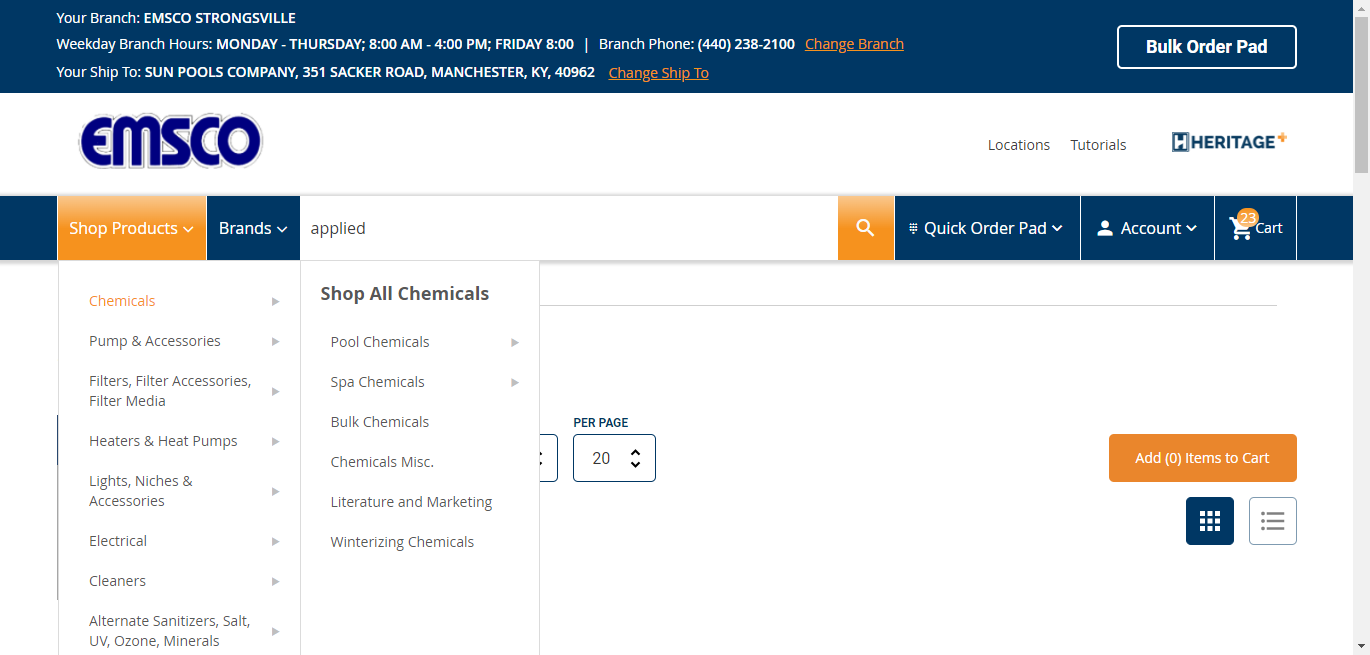 Your Branch: EMSCO STRONGSVILLE
Weekday Branch Hours: MONDAY - THURSDAY; 8:00 AM - 4:00 PM; FRIDAY 8:00 | Branch Phone: (440) 238-2100 Change Branch
Your Ship To: SUN POOLS COMPANY, 351 SACKER ROAD, MANCHESTER, KY, 40962 Change Ship To
Bulk Order Pad
EMSCO
Locations
Tutorials
HERITAGE+
Shop Products
Brands
applied
Quick Order Pad
Account
23
Cart
Chemicals
Pump & Accessories
Filters, Filter Accessories,
Filter Media
Heaters & Heat Pumps
Lights, Niches &
Accessories
Electrical
Cleaners
Alternate Sanitizers, Salt,
UV, Ozone, Minerals
Shop All Chemicals
Pool Chemicals
Spa Chemicals
Bulk Chemicals
Chemicals Misc.
Literature and Marketing
Winterizing Chemicals
PER PAGE
20
Add (0) Items to Cart